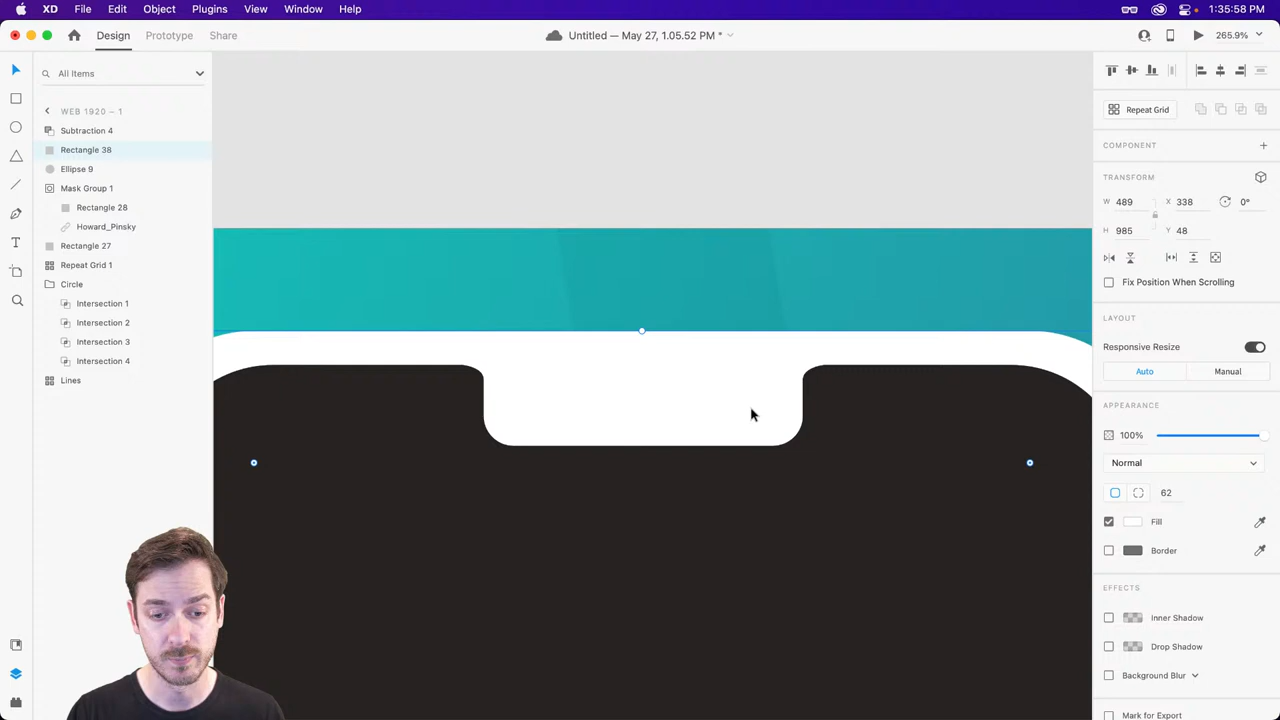 XD File Edit Object Plugins View Window Help 1:35:58 PM
Design Prototype Share Untitled — May 27, 1.05.52 PM * 265.9%
All Items
WEB 1920 – 1
Subtraction 4
Rectangle 38
Ellipse 9
Mask Group 1
Rectangle 28
Howard_Pinsky
Rectangle 27
Repeat Grid 1
Circle
Intersection 1
Intersection 2
Intersection 3
Intersection 4
Lines
Repeat Grid
COMPONENT
TRANSFORM
W 489 X 338 0°
H 985 Y 48
Fix Position When Scrolling
LAYOUT
Responsive Resize
Auto Manual
APPEARANCE
100%
Normal
62
Fill
Border
EFFECTS
Inner Shadow
Drop Shadow
Background Blur
Mark for Export